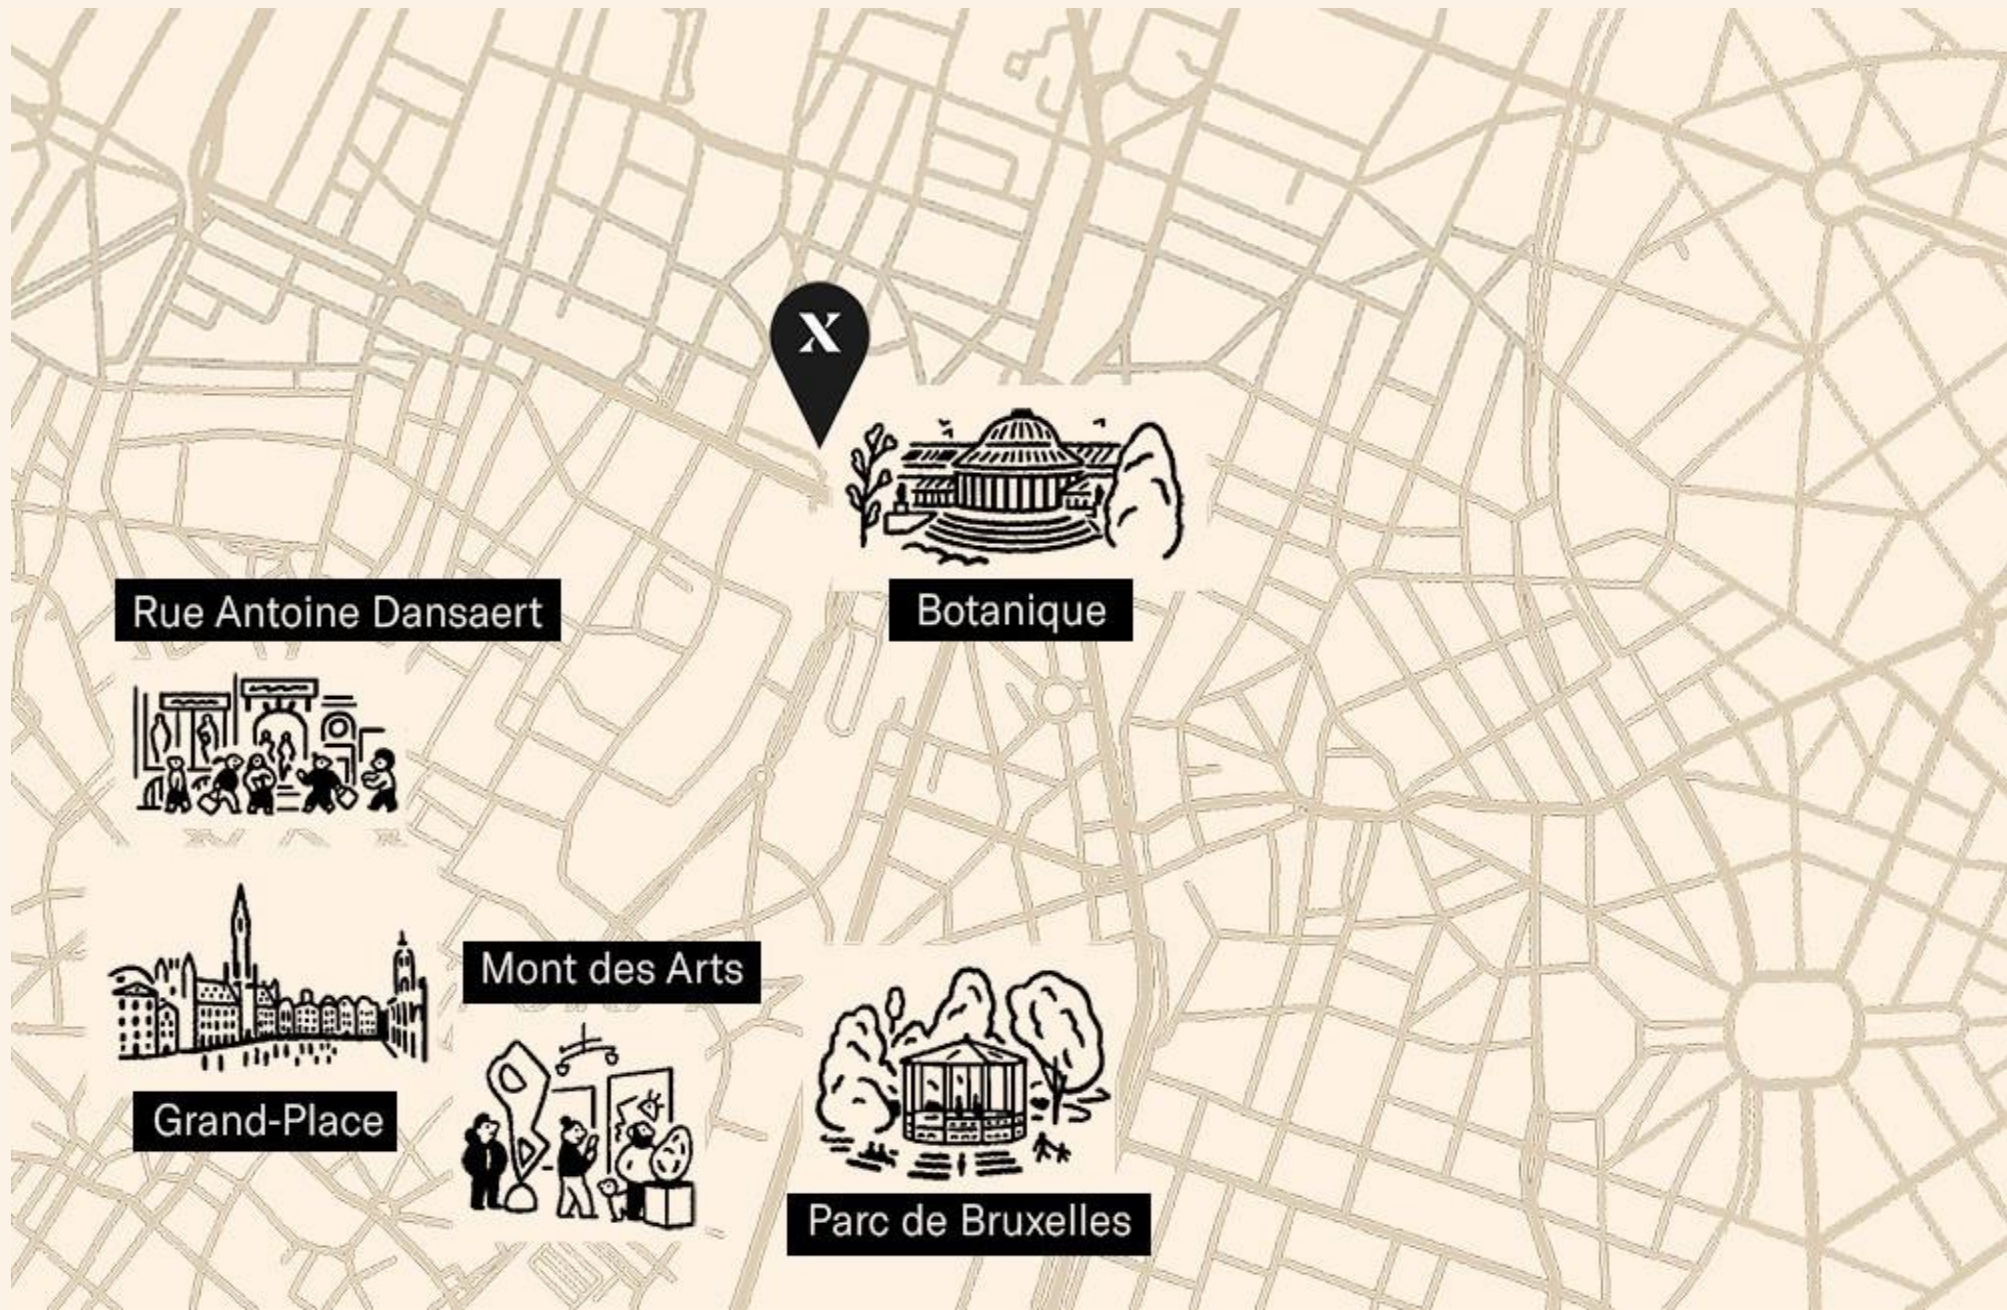 X
Rue Antoine Dansaert
Botanique
Mont des Arts
Grand-Place
Parc de Bruxelles